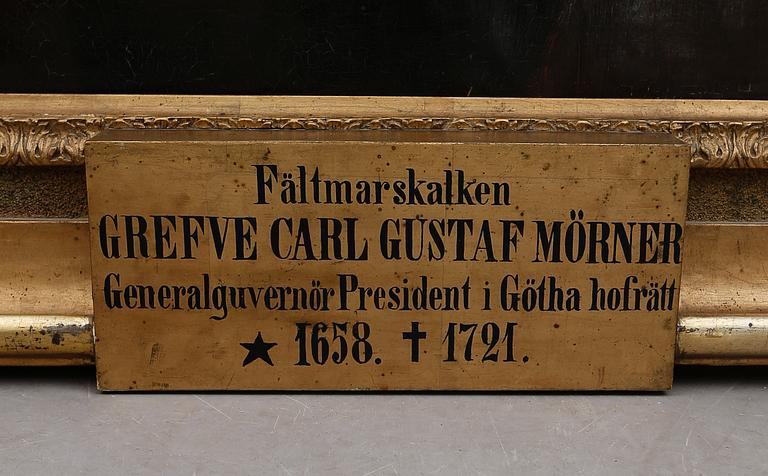 Fältmarskalken
GREFVE CARL GUSTAF MÖRNER
Generalguvernör President i Götha hofrätt
★ 1658. † 1721.